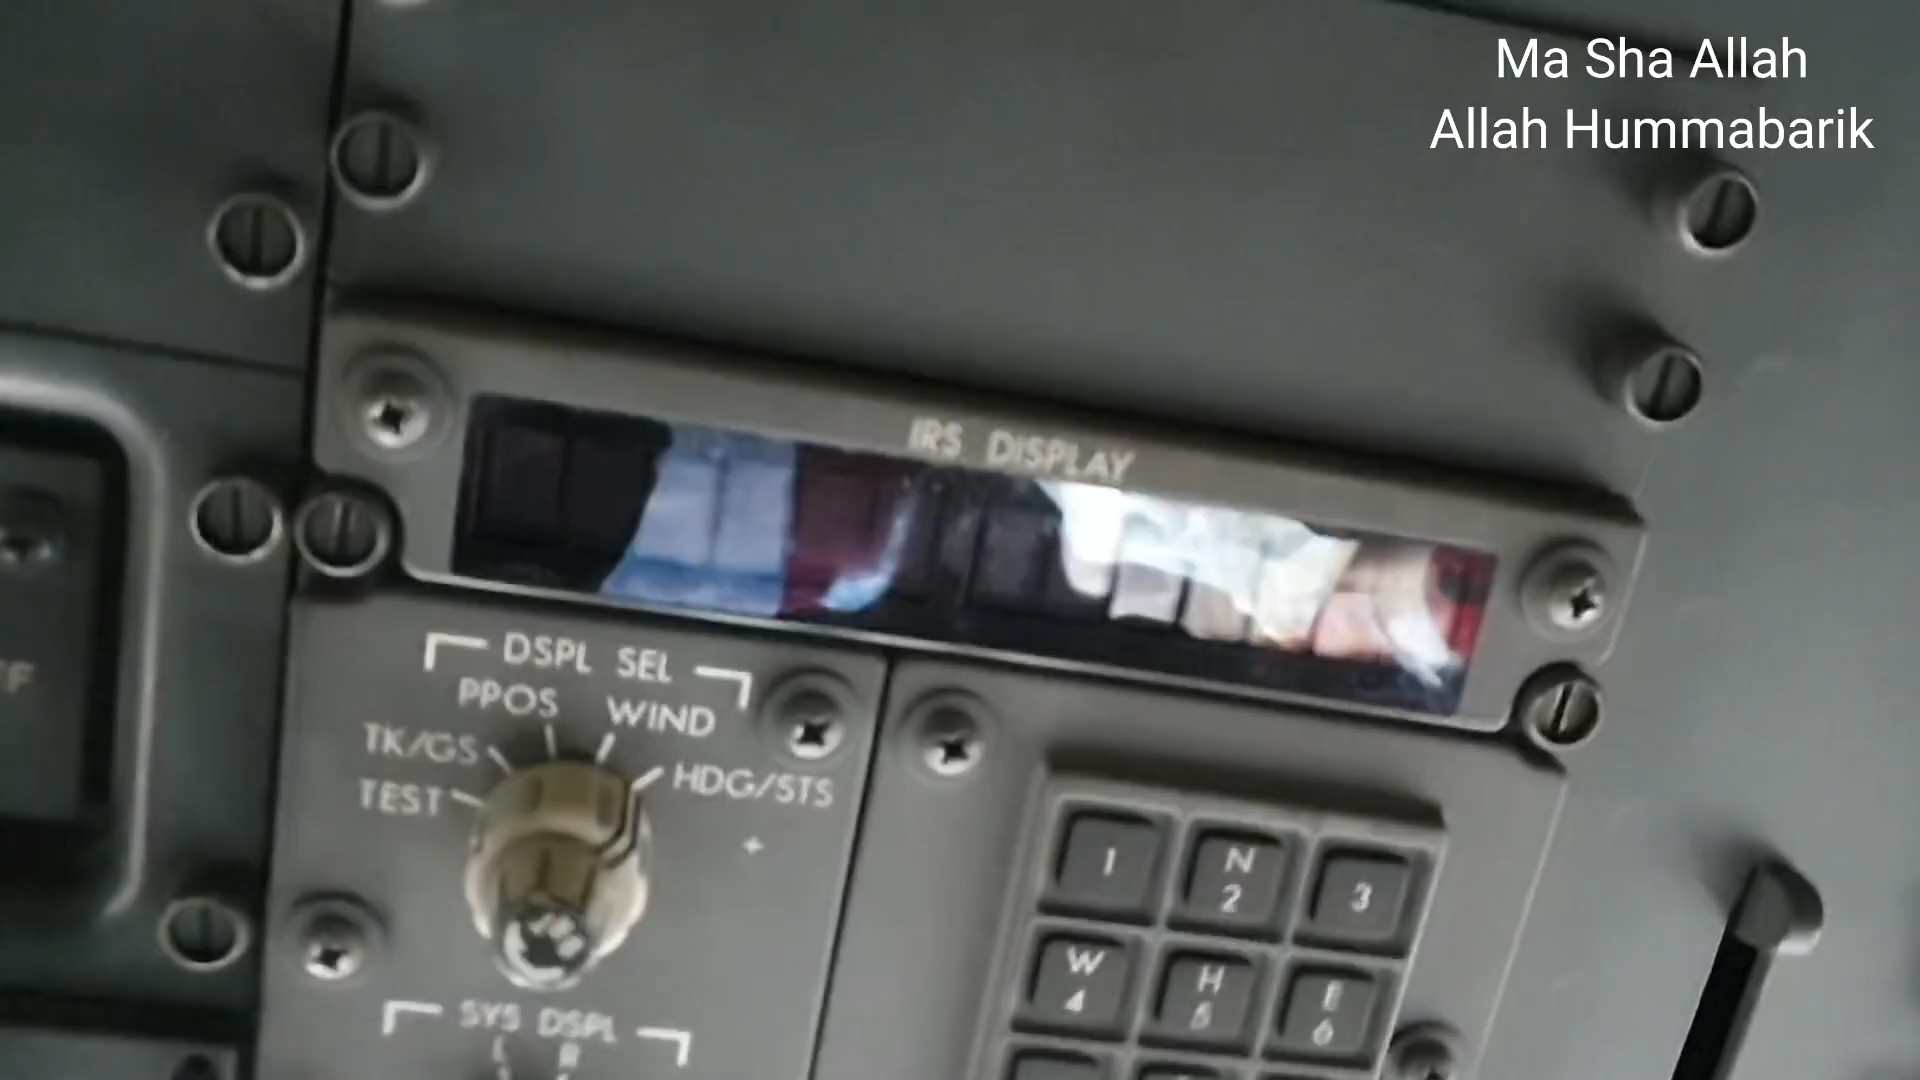 Ma Sha Allah
Allah Hummabarik
IRS DISPLAY
DSPL SEL
PPOS WIND
TK/GS HDG/STS
TEST
1 N 2 3
W 4 H 5 E 6
SYS DSPL
L R